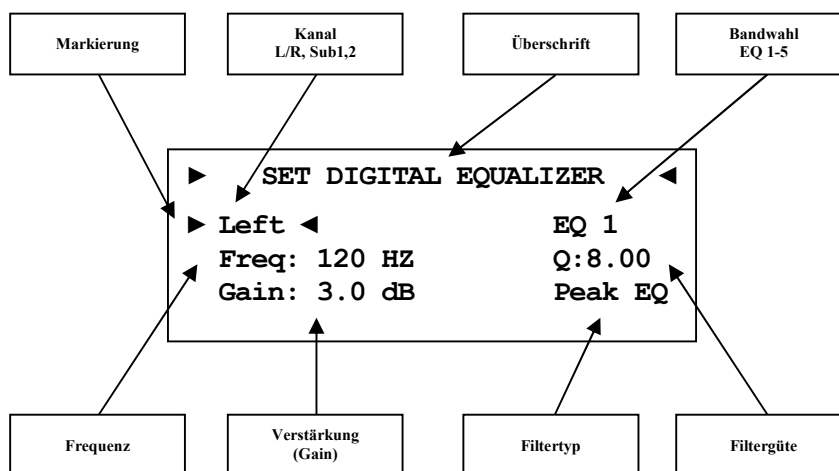 Markierung
Kanal
L/R, Sub1,2
Überschrift
Bandwahl
EQ 1-5
► SET DIGITAL EQUALIZER ◄
► Left ◄ EQ 1
Freq: 120 HZ Q:8.00
Gain: 3.0 dB Peak EQ
Frequenz
Verstärkung
(Gain)
Filtertyp
Filtergüte